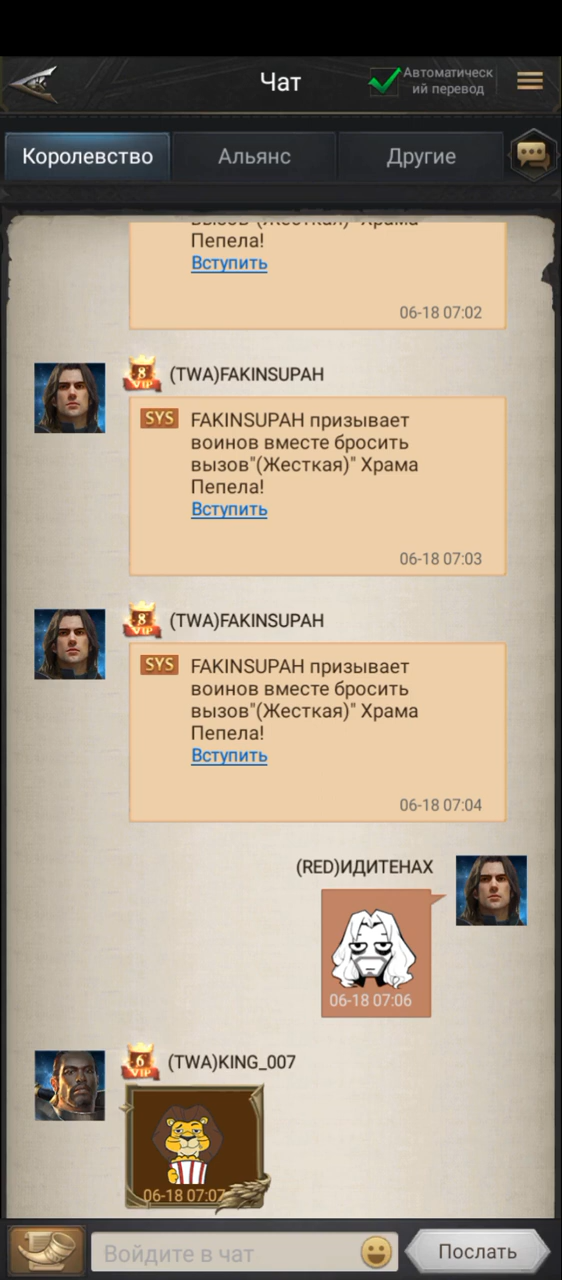 Чат
Автоматическ
ий перевод
Королевство
Альянс
Другие
Храма
Пепела!
Вступить
06-18 07:02
8
VIP
(TWA)FAKINSUPAH
SYS
FAKINSUPAH призывает
воинов вместе бросить
вызов"(Жесткая)" Храма
Пепела!
Вступить
06-18 07:03
8
VIP
(TWA)FAKINSUPAH
SYS
FAKINSUPAH призывает
воинов вместе бросить
вызов"(Жесткая)" Храма
Пепела!
Вступить
06-18 07:04
(RED)ИДИТЕНАХ
06-18 07:06
6
VIP
(TWA)KING_007
06-18 07:07
Войдите в чат
Послать